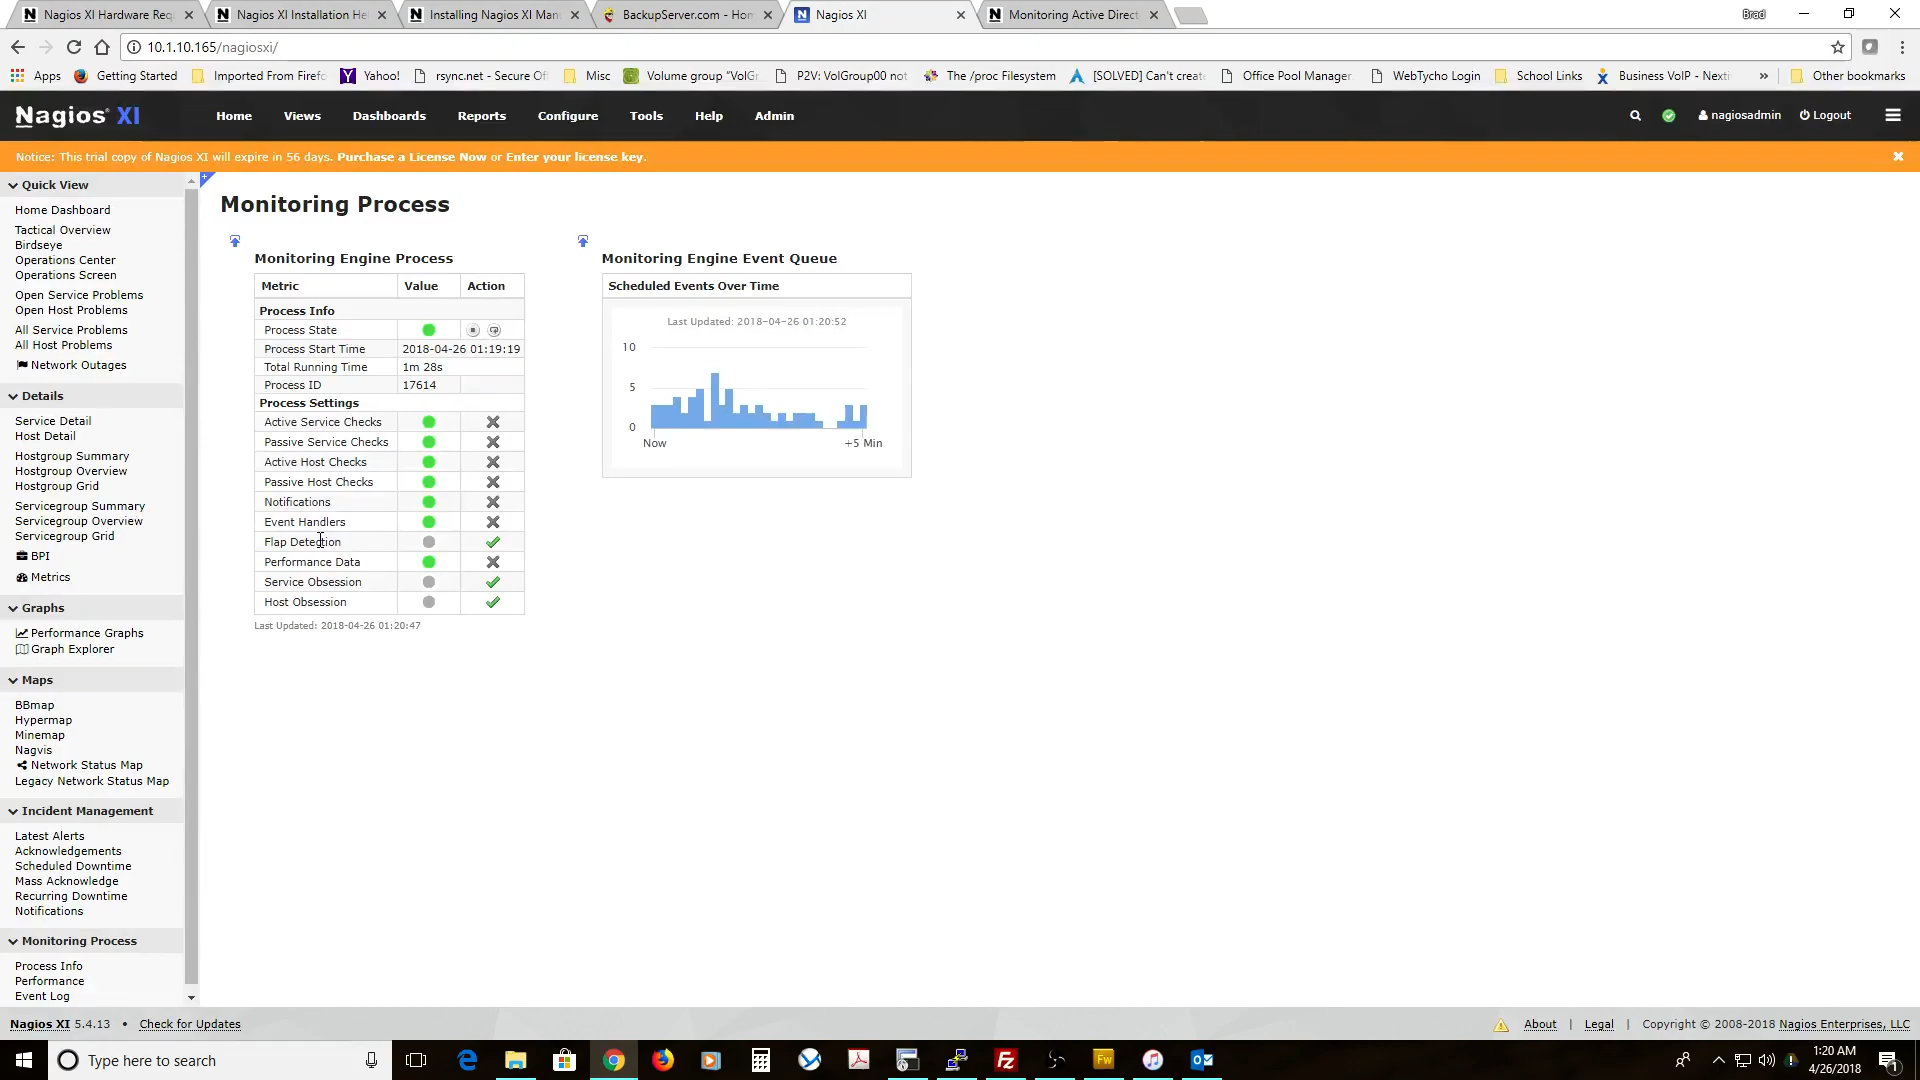 Nagios XI Hardware Req
Nagios XI Installation He
Installing Nagios XI Man
BackupServer.com - Hom
Nagios XI
Monitoring Active Direct
Brad
10.1.10.165/nagiosxi/
Apps
Getting Started
Imported From Firefo
Yahoo!
rsync.net - Secure Of
Misc
Volume group "VolGr
P2V: VolGroup00 not
The /proc Filesystem
[SOLVED] Can't create
Office Pool Manager
WebTycho Login
School Links
Business VoIP - Nexti
»
Other bookmarks
Nagios XI
Home
Views
Dashboards
Reports
Configure
Tools
Help
Admin
nagiosadmin
Logout
Notice: This trial copy of Nagios XI will expire in 56 days. Purchase a License Now or Enter your license key.
Quick View
Home Dashboard
Tactical Overview
Birdseye
Operations Center
Operations Screen
Open Service Problems
Open Host Problems
All Service Problems
All Host Problems
Network Outages
Details
Service Detail
Host Detail
Hostgroup Summary
Hostgroup Overview
Hostgroup Grid
Servicegroup Summary
Servicegroup Overview
Servicegroup Grid
BPI
Metrics
Graphs
Performance Graphs
Graph Explorer
Maps
BBmap
Hypermap
Minemap
Nagvis
Network Status Map
Legacy Network Status Map
Incident Management
Latest Alerts
Acknowledgements
Scheduled Downtime
Mass Acknowledge
Recurring Downtime
Notifications
Monitoring Process
Process Info
Performance
Event Log
Monitoring Process
Monitoring Engine Process
Metric Value Action
Process Info
Process State
Process Start Time 2018-04-26 01:19:19
Total Running Time 1m 28s
Process ID 17614
Process Settings
Active Service Checks
Passive Service Checks
Active Host Checks
Passive Host Checks
Notifications
Event Handlers
Flap Detection
Performance Data
Service Obsession
Host Obsession
Last Updated: 2018-04-26 01:20:47
Monitoring Engine Event Queue
Scheduled Events Over Time
Last Updated: 2018-04-26 01:20:52
10
5
0
Now
+5 Min
Nagios XI 5.4.13 • Check for Updates
About | Legal | Copyright © 2008-2018 Nagios Enterprises, LLC
Type here to search
Fw
1:20 AM
4/26/2018
1